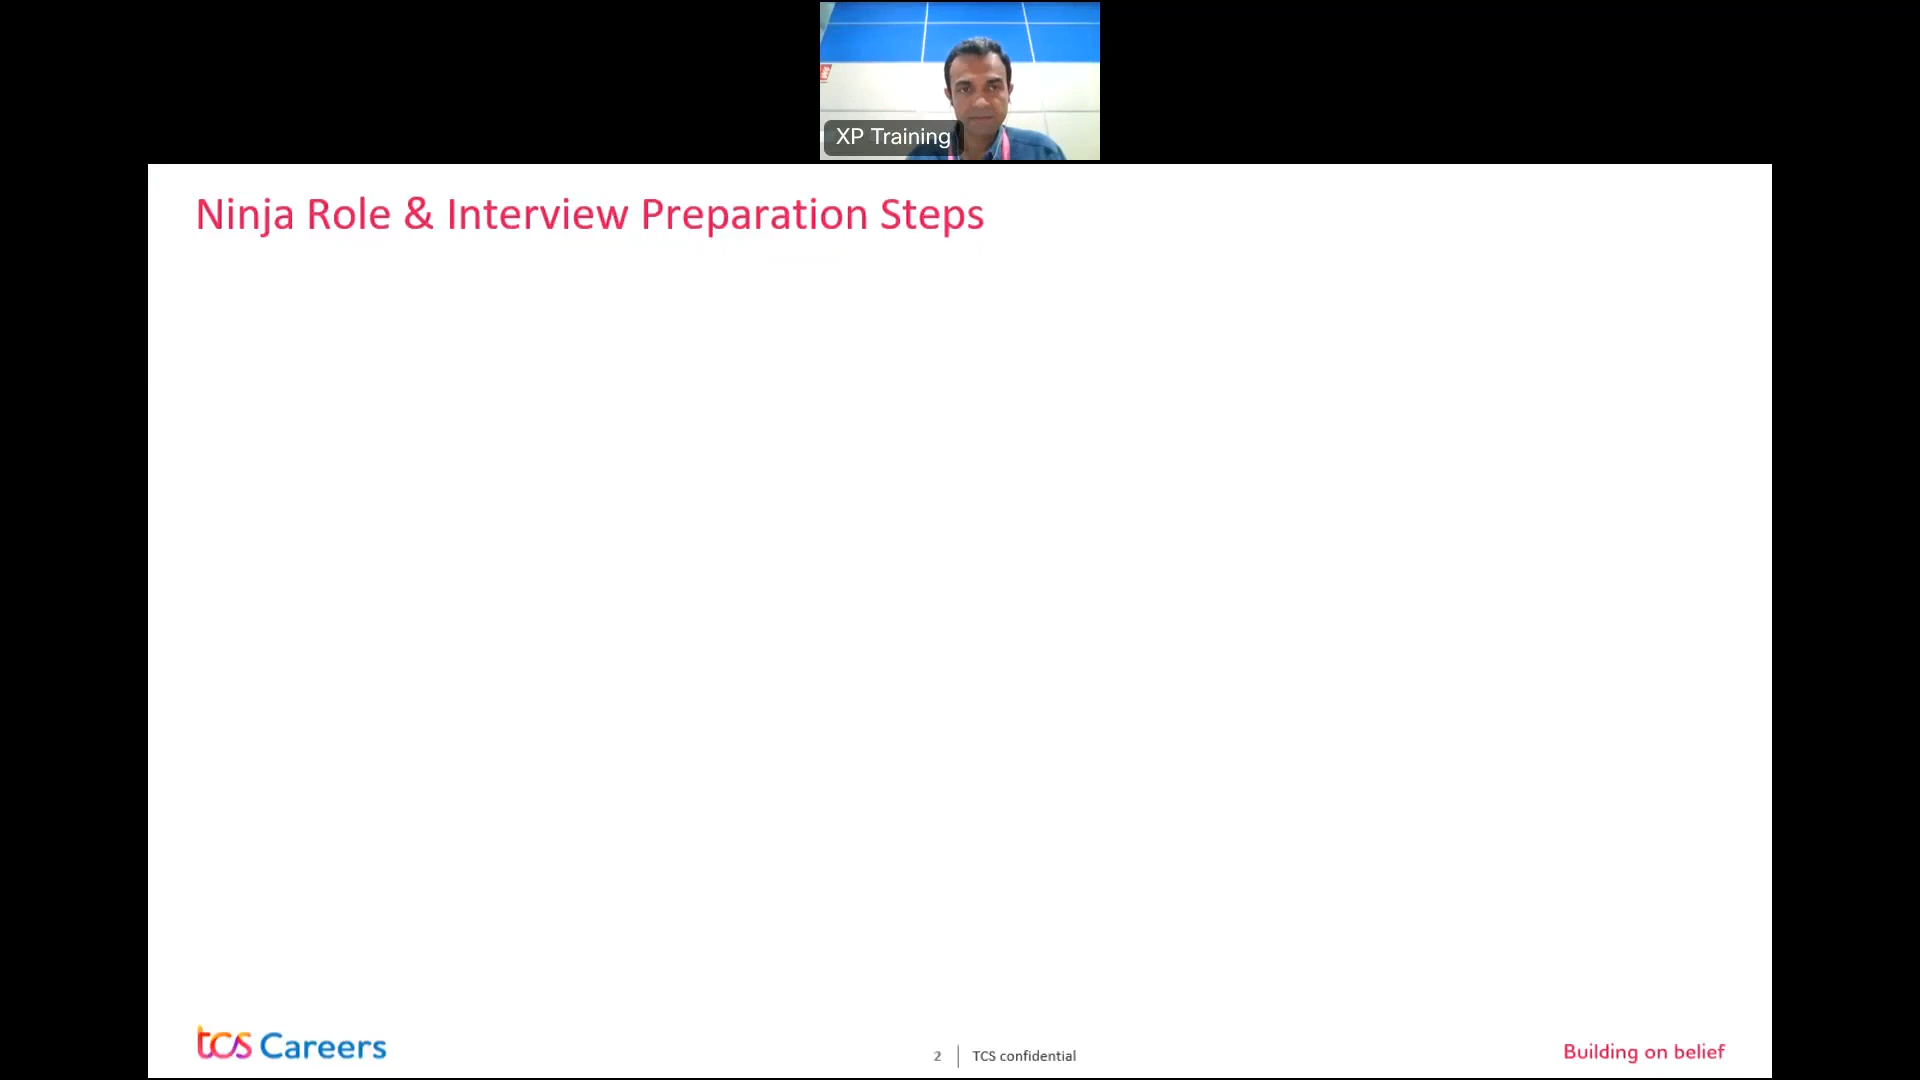 XP Training
Ninja Role & Interview Preparation Steps
tcs Careers
2
TCS confidential
Building on belief